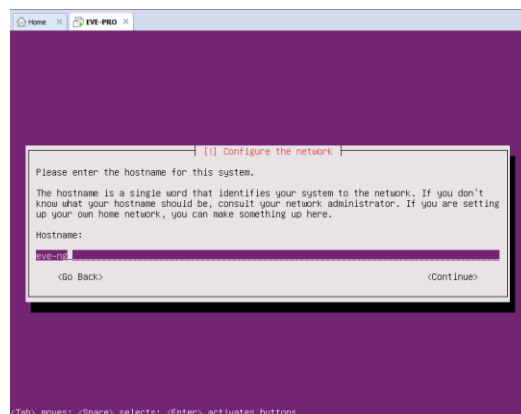 Home × EVE-PRO ×
[!] Configure the network
Please enter the hostname for this system.
The hostname is a single word that identifies your system to the network. If you don't
know what your hostname should be, consult your network administrator. If you are setting
up your own home network, you can make something up here.
Hostname:
eve-ng
<Go Back> <Continue>
<Tab> moves; <Space> selects; <Enter> activates buttons